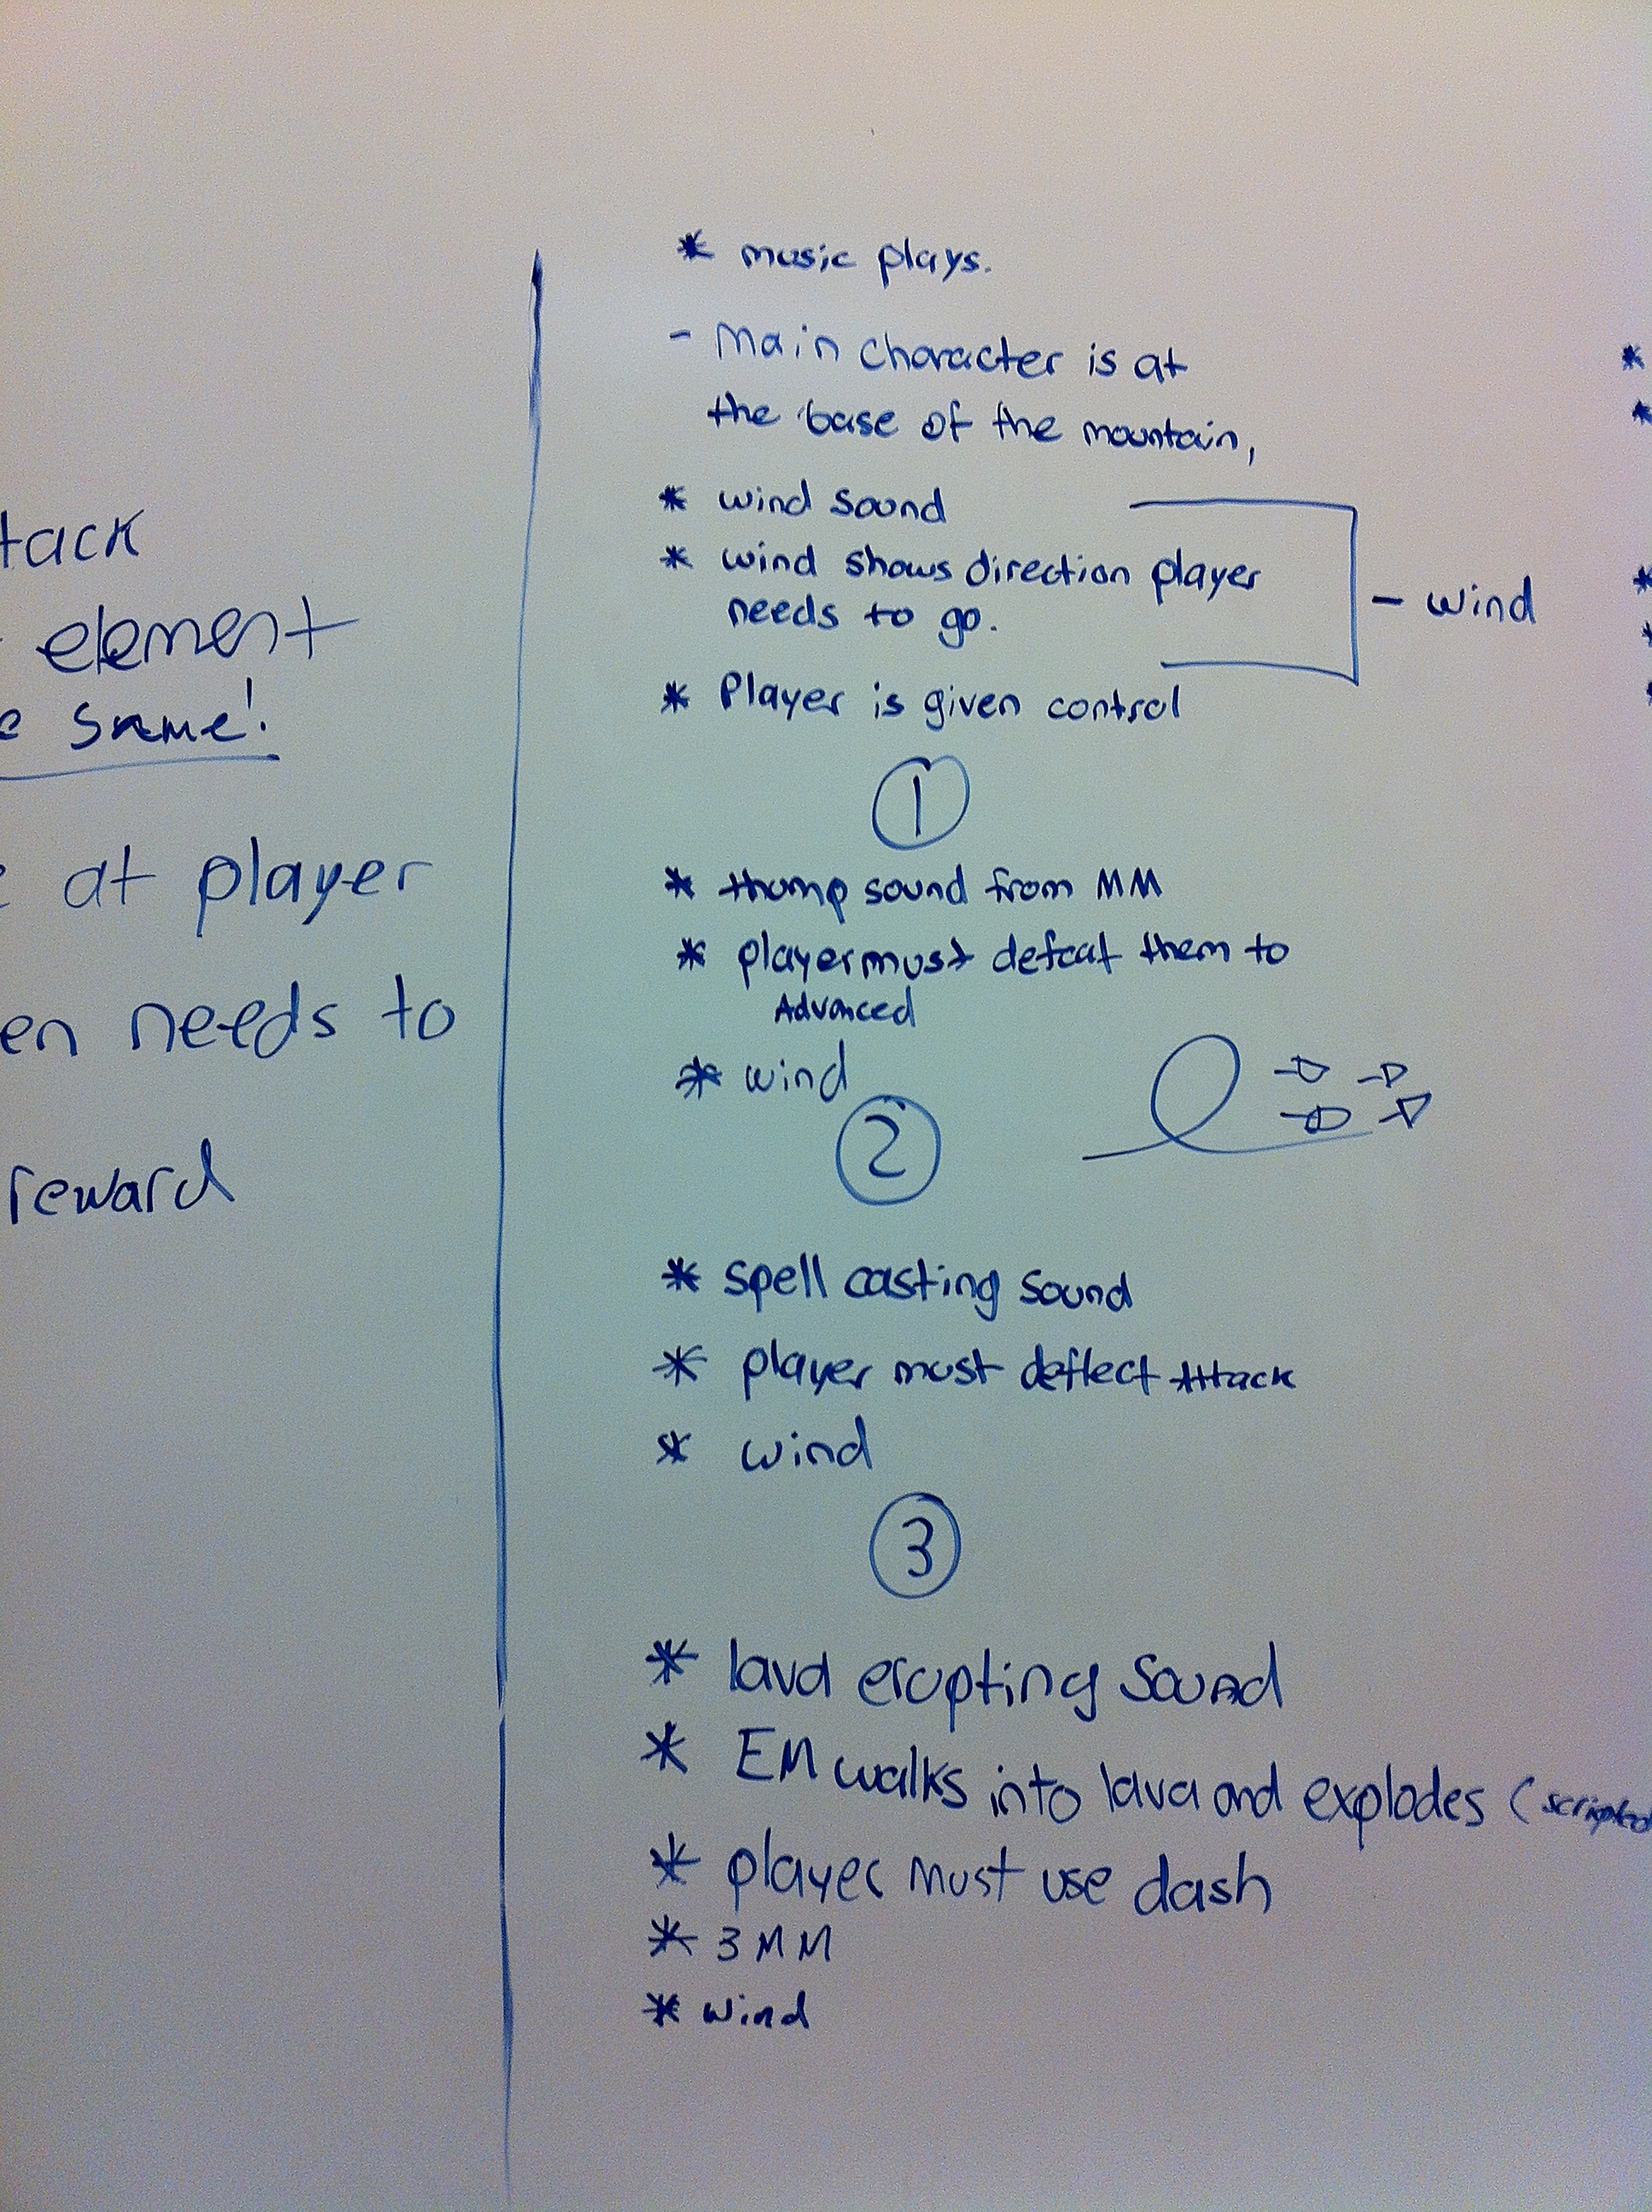 tack
element
same!
at player
en needs to
reward
* music plays.
- Main character is at
the base of the mountain,
* wind sound
* wind shows direction player
needs to go.
- wind
* Player is given control
1
* thump sound from MM
* player must defeat them to
Advanced
* wind
2
* spell casting sound
* player must deflect Attack
* wind
3
* lava erupting sound
* EM walks into lava and explodes (scripted
* player must use dash
* 3 MM
* wind
*
*
*
*
*